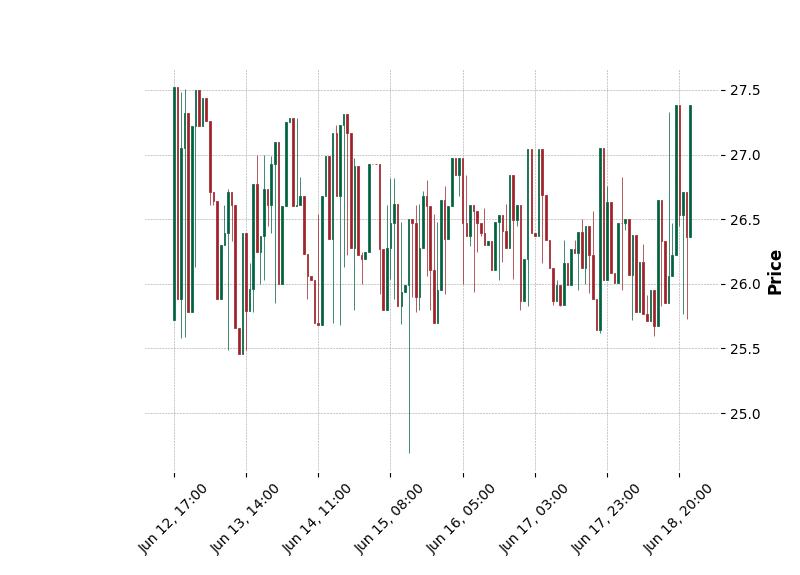 27.5
27.0
26.5
26.0
25.5
25.0
Price
Jun 12, 17:00
Jun 13, 14:00
Jun 14, 11:00
Jun 15, 08:00
Jun 16, 05:00
Jun 17, 03:00
Jun 17, 23:00
Jun 18, 20:00